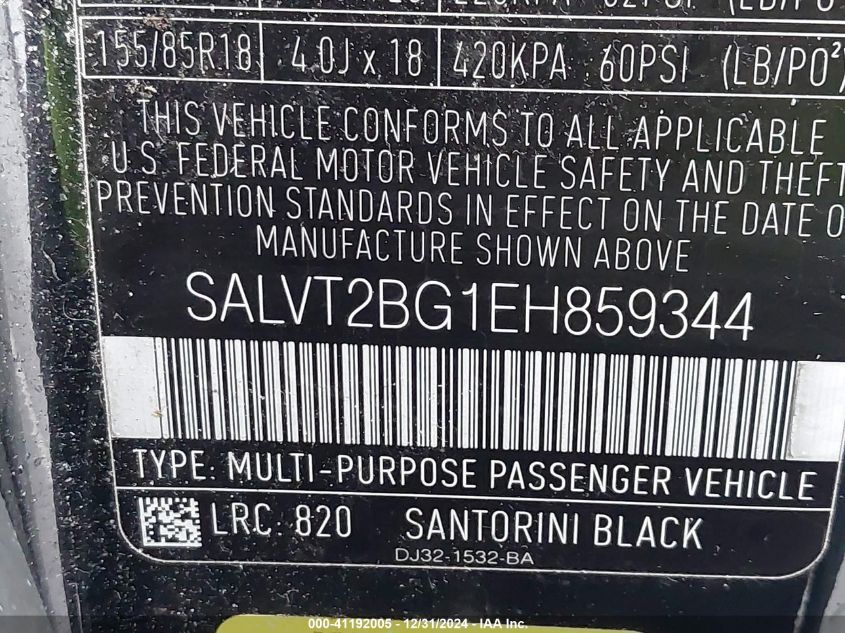 155/85R18 4.0J x 18 420KPA 60PSI (LB/PO²)
THIS VEHICLE CONFORMS TO ALL APPLICABLE
U.S. FEDERAL MOTOR VEHICLE SAFETY AND THEFT
PREVENTION STANDARDS IN EFFECT ON THE DATE O
MANUFACTURE SHOWN ABOVE
SALVT2BG1EH859344
TYPE: MULTI-PURPOSE PASSENGER VEHICLE
LRC: 820 SANTORINI BLACK
DJ32-1532-BA
000-41192005 - 12/31/2024 - IAA Inc.